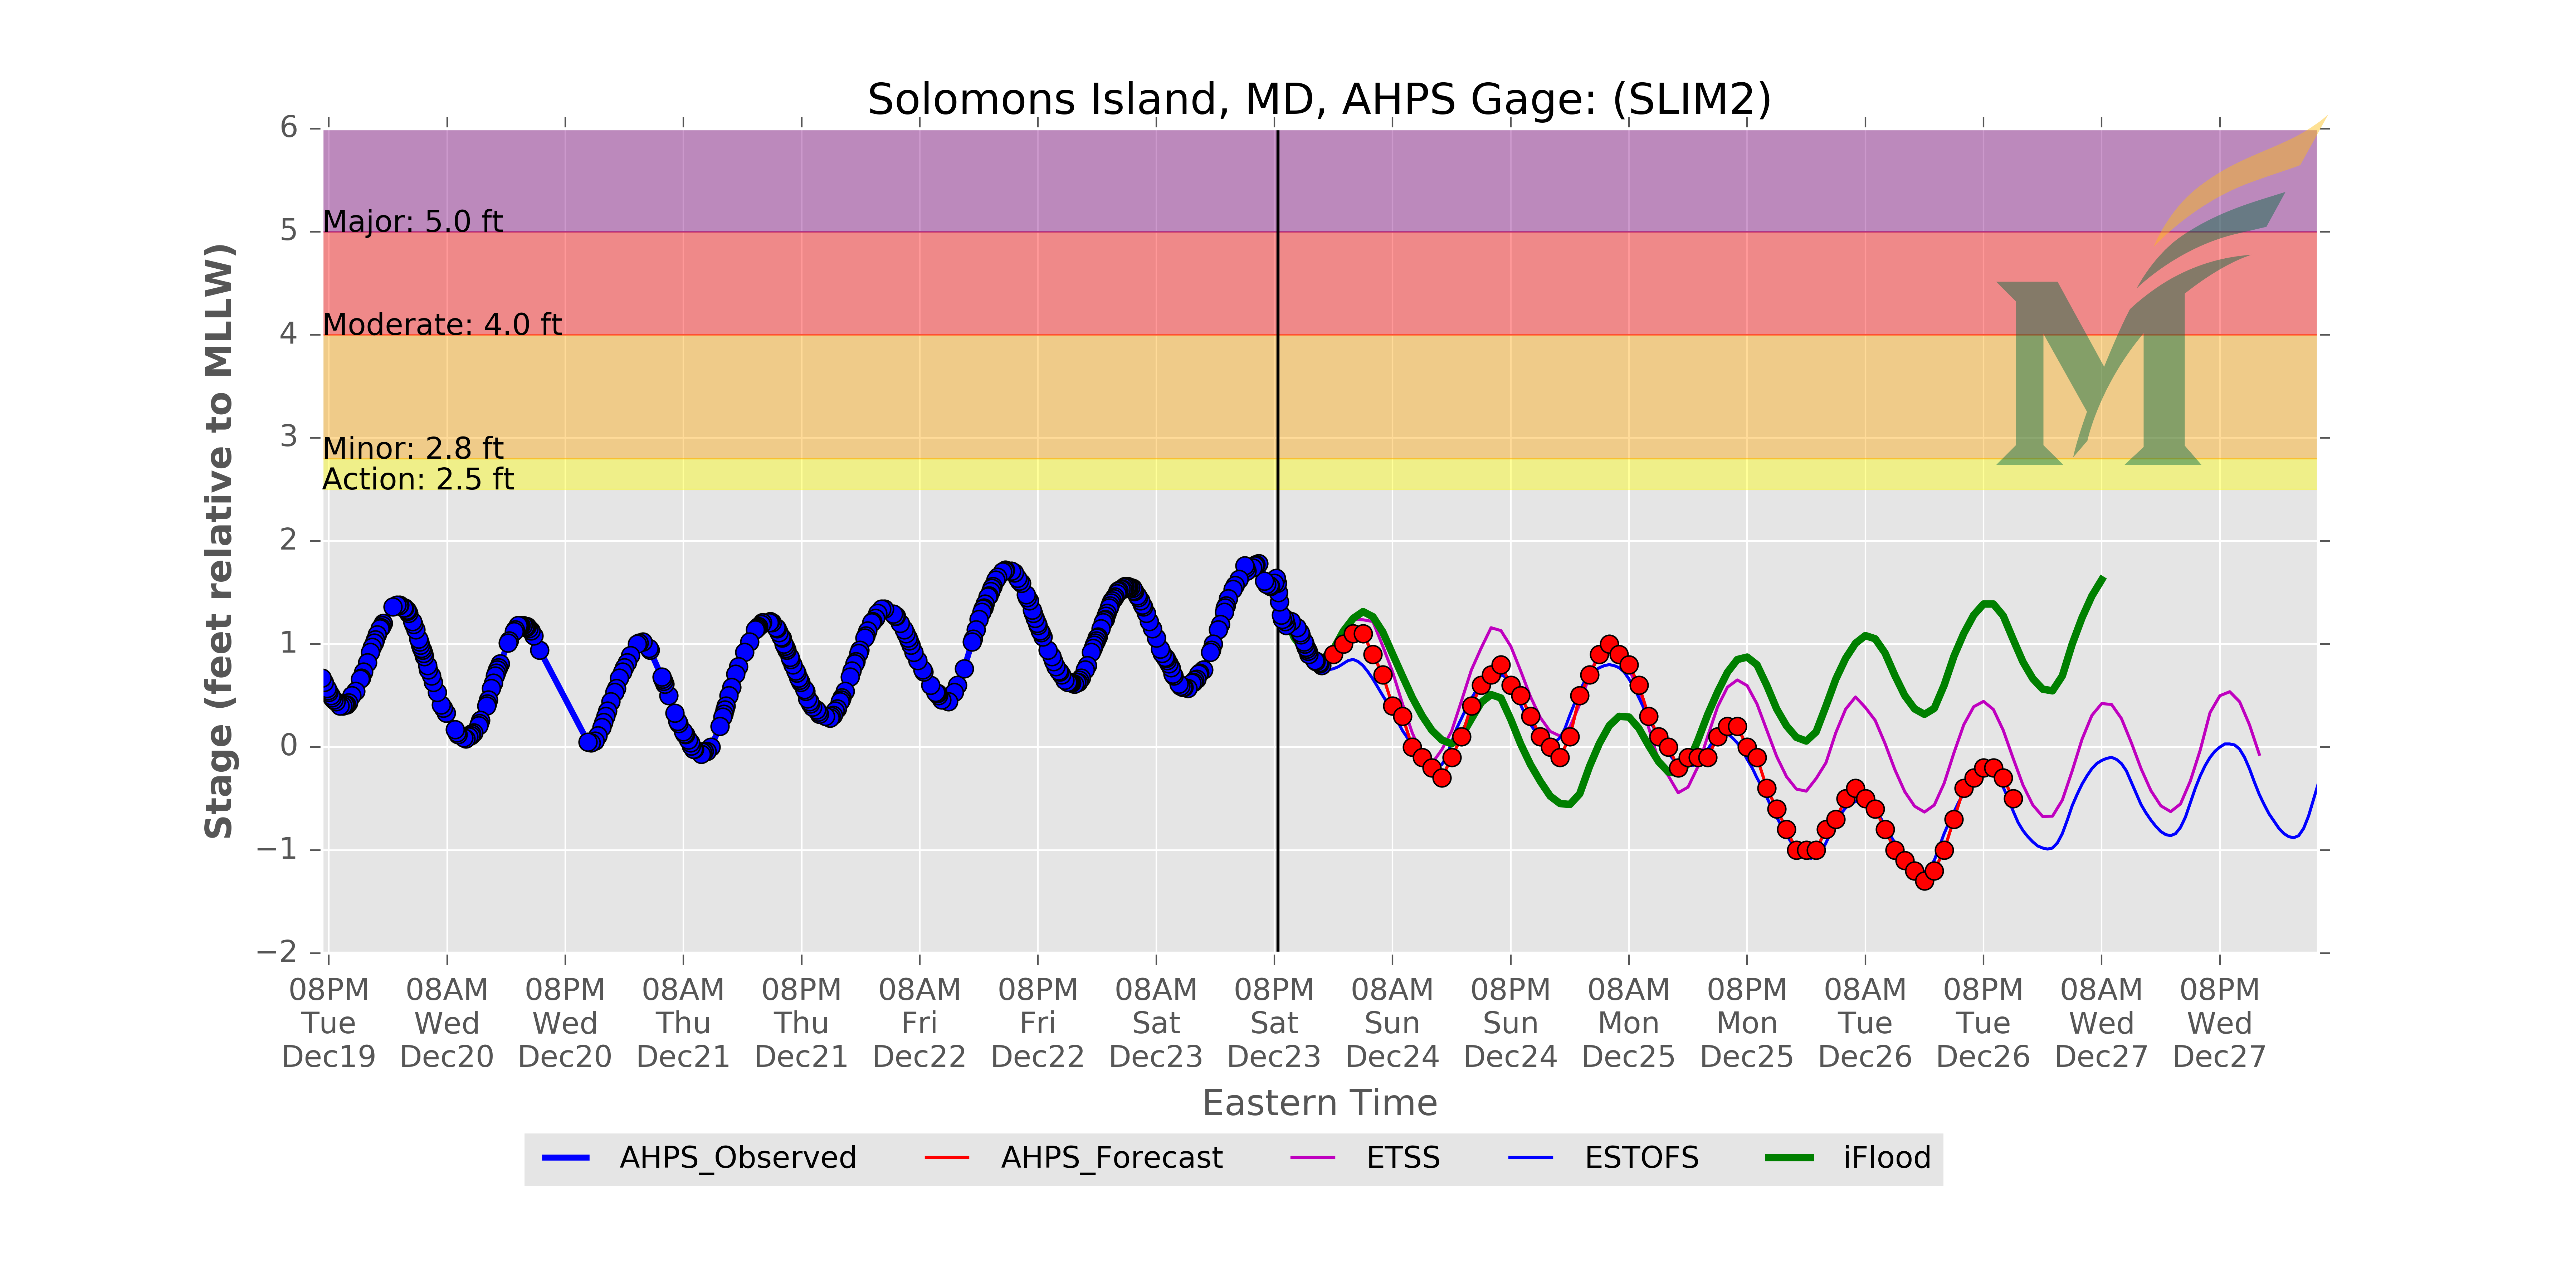 Solomons Island, MD, AHPS Gage: (SLIM2)
6
5
4
3
2
1
0
−1
−2
Stage (feet relative to MLLW)
Major: 5.0 ft
Moderate: 4.0 ft
Minor: 2.8 ft
Action: 2.5 ft
M
08PM 08AM 08PM 08AM 08PM 08AM 08PM 08AM 08PM 08AM 08PM 08AM 08PM 08AM 08PM 08AM 08PM
Tue Wed Wed Thu Thu Fri Fri Sat Sat Sun Sun Mon Mon Tue Tue Wed Wed
Dec19 Dec20 Dec20 Dec21 Dec21 Dec22 Dec22 Dec23 Dec23 Dec24 Dec24 Dec25 Dec25 Dec26 Dec26 Dec27 Dec27
Eastern Time
AHPS_Observed AHPS_Forecast ETSS ESTOFS iFlood